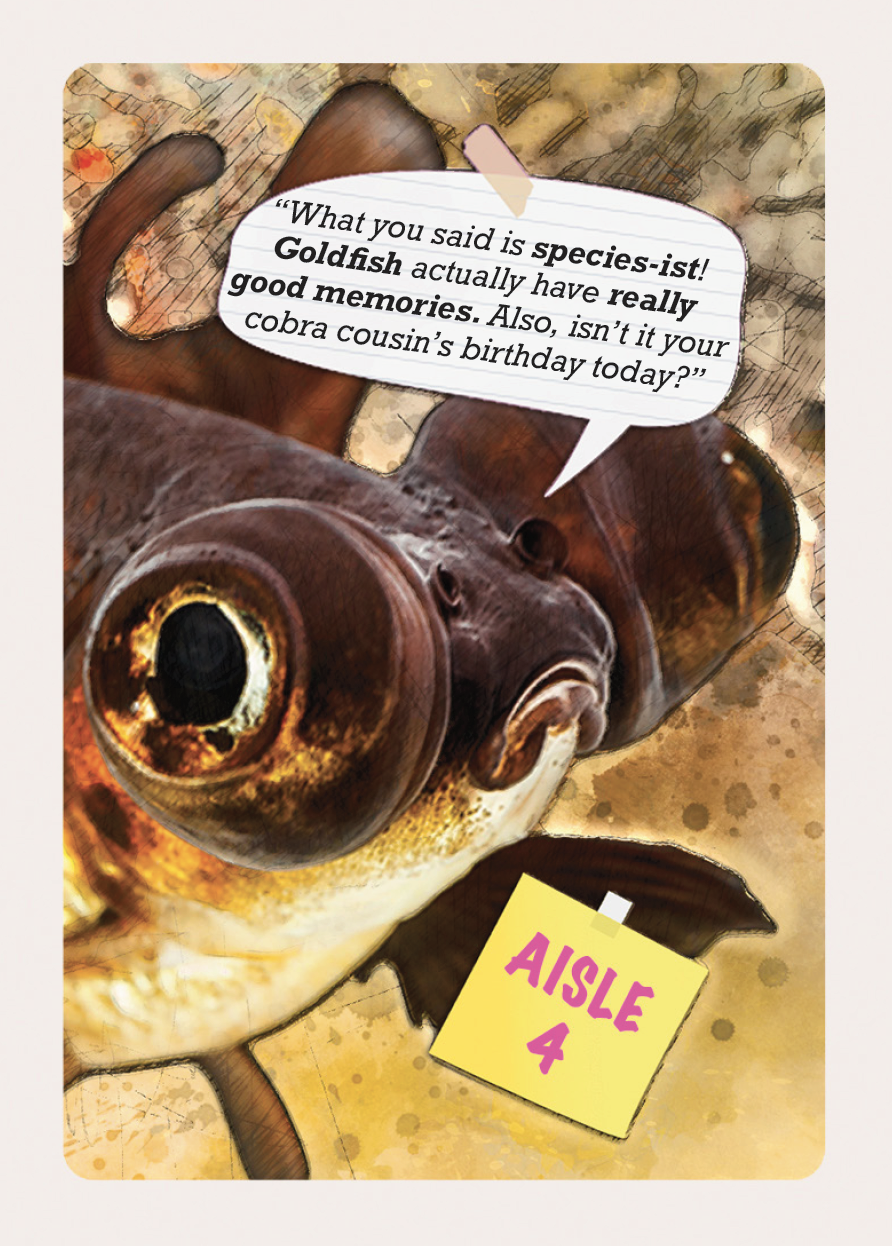 “What you said is species-ist!
Goldfish actually have really
good memories. Also, isn’t it your
cobra cousin’s birthday today?”
AISLE
4